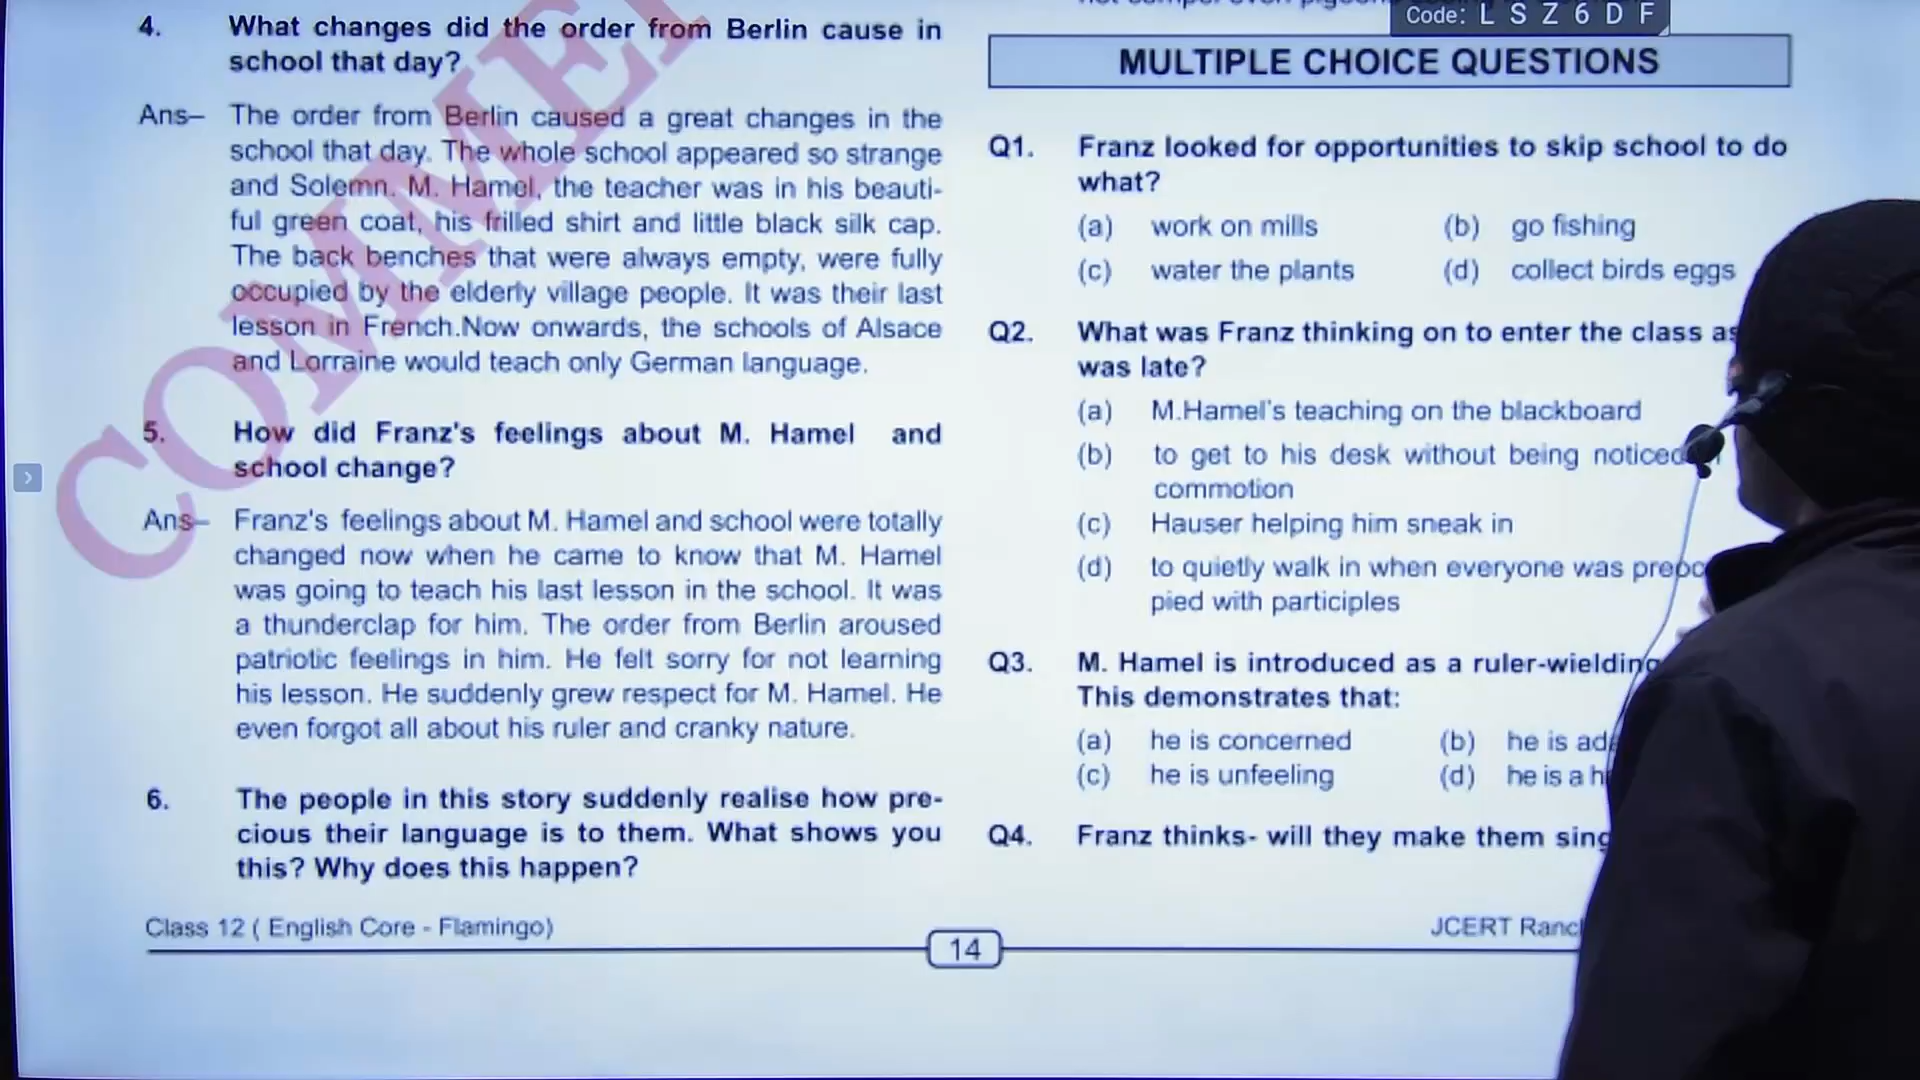 Code: L S Z 6 D F
4. What changes did the order from Berlin cause in
school that day?
Ans– The order from Berlin caused a great changes in the
school that day. The whole school appeared so strange
and Solemn. M. Hamel, the teacher was in his beauti-
ful green coat, his frilled shirt and little black silk cap.
The back benches that were always empty, were fully
occupied by the elderly village people. It was their last
lesson in French.Now onwards, the schools of Alsace
and Lorraine would teach only German language.
5. How did Franz's feelings about M. Hamel and
school change?
Ans– Franz's feelings about M. Hamel and school were totally
changed now when he came to know that M. Hamel
was going to teach his last lesson in the school. It was
a thunderclap for him. The order from Berlin aroused
patriotic feelings in him. He felt sorry for not learning
his lesson. He suddenly grew respect for M. Hamel. He
even forgot all about his ruler and cranky nature.
6. The people in this story suddenly realise how pre-
cious their language is to them. What shows you
this? Why does this happen?
MULTIPLE CHOICE QUESTIONS
Q1. Franz looked for opportunities to skip school to do
what?
(a) work on mills (b) go fishing
(c) water the plants (d) collect birds eggs
Q2. What was Franz thinking on to enter the class as
was late?
(a) M.Hamel's teaching on the blackboard
(b) to get to his desk without being noticed
commotion
(c) Hauser helping him sneak in
(d) to quietly walk in when everyone was
pied with participles
Q3. M. Hamel is introduced as a ruler-wielding
This demonstrates that:
(a) he is concerned (b) he is
(c) he is unfeeling (d) he is a
Q4. Franz thinks- will they make them sing
Class 12 ( English Core - Flamingo)
14
JCERT